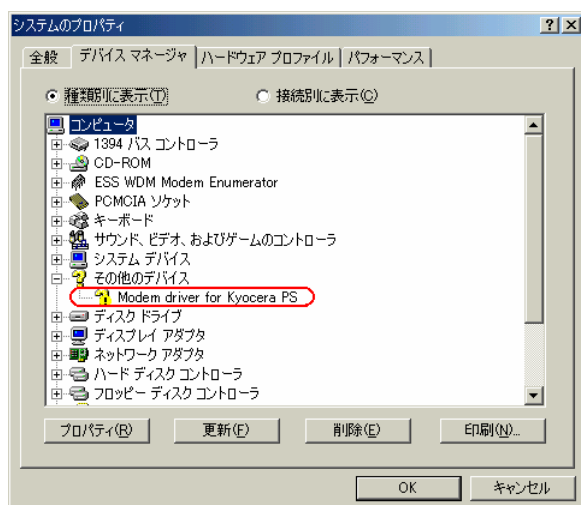 システムのプロパティ
全般 デバイス マネージャ ハードウェア プロファイル パフォーマンス
種類別に表示(T) 接続別に表示(C)
コンピュータ
1394 バス コントローラ
CD-ROM
ESS WDM Modem Enumerator
PCMCIA ソケット
キーボード
サウンド、ビデオ、およびゲームのコントローラ
システム デバイス
その他のデバイス
Modem driver for Kyocera PS
ディスク ドライブ
ディスプレイ アダプタ
ネットワーク アダプタ
ハード ディスク コントローラ
フロッピー ディスク コントローラ
プロパティ(R) 更新(F) 削除(E) 印刷(N)...
OK キャンセル